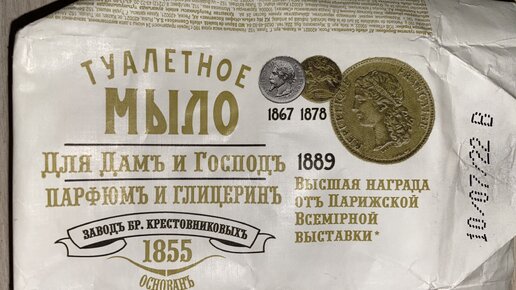 ТУАЛЕТНОЕ
МЫЛО
Для Дамъ и Господъ
ПАРФЮМЪ И ГЛИЦЕРИНЪ
ЗАВОДЪ БР. КРЕСТОВНИКОВЫХЪ
1855
ОСНОВАНЪ
1867 1878
1889
Высшая награда
отъ Парижской
Всемірной
выставки*
10/07/22 В